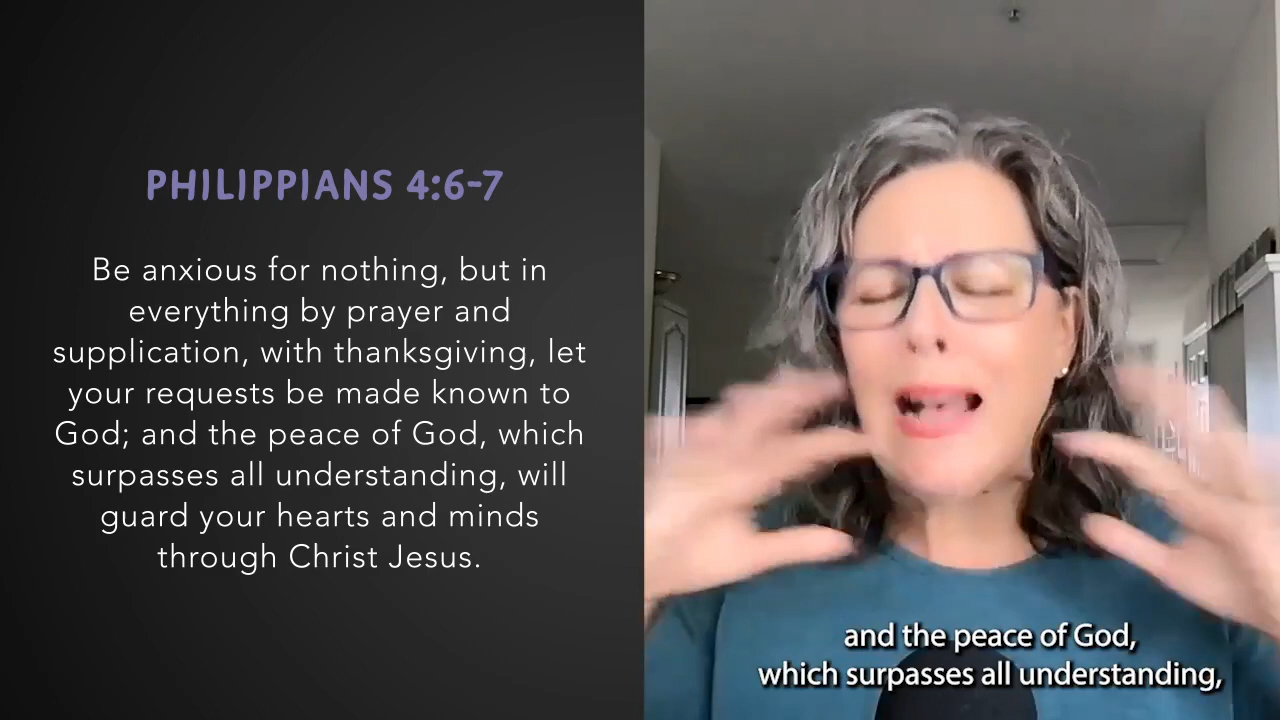 PHILIPPIANS 4:6-7
Be anxious for nothing, but in
everything by prayer and
supplication, with thanksgiving, let
your requests be made known to
God; and the peace of God, which
surpasses all understanding, will
guard your hearts and minds
through Christ Jesus.
and the peace of God,
which surpasses all understanding,